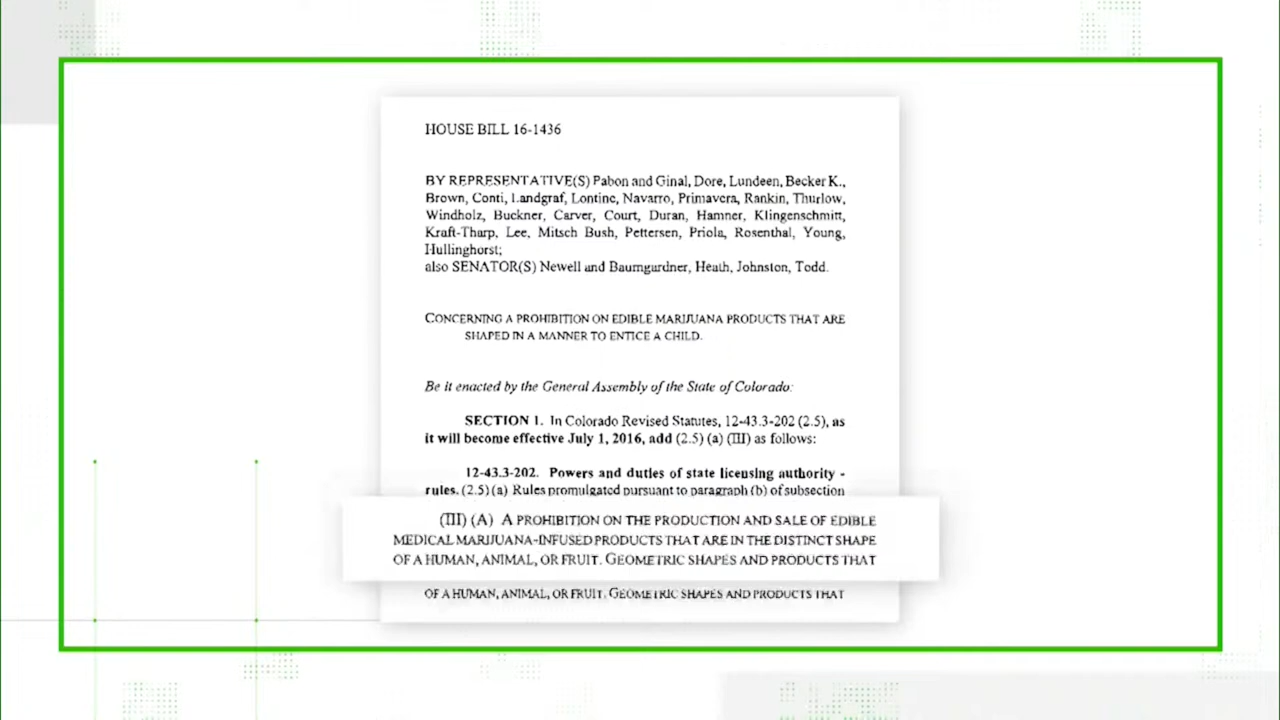 HOUSE BILL 16-1436
BY REPRESENTATIVE(S) Pabon and Ginal, Dore, Lundeen, Becker K.,
Brown, Conti, Landgraf, Lontine, Navarro, Primavera, Rankin, Thurlow,
Windholz, Buckner, Carver, Court, Duran, Hamner, Klingenschmitt,
Kraft-Tharp, Lee, Mitsch Bush, Pettersen, Priola, Rosenthal, Young,
Hullinghorst;
also SENATOR(S) Newell and Baumgardner, Heath, Johnston, Todd.
CONCERNING A PROHIBITION ON EDIBLE MARIJUANA PRODUCTS THAT ARE
SHAPED IN A MANNER TO ENTICE A CHILD.
Be it enacted by the General Assembly of the State of Colorado:
SECTION 1. In Colorado Revised Statutes, 12-43.3-202 (2.5), as
it will become effective July 1, 2016, add (2.5) (a) (III) as follows:
12-43.3-202. Powers and duties of state licensing authority -
rules. (2.5) (a) Rules promulgated pursuant to paragraph (b) of subsection
(III) (A) A PROHIBITION ON THE PRODUCTION AND SALE OF EDIBLE
MEDICAL MARIJUANA-INFUSED PRODUCTS THAT ARE IN THE DISTINCT SHAPE
OF A HUMAN, ANIMAL, OR FRUIT. GEOMETRIC SHAPES AND PRODUCTS THAT
OF A HUMAN, ANIMAL, OR FRUIT. GEOMETRIC SHAPES AND PRODUCTS THAT